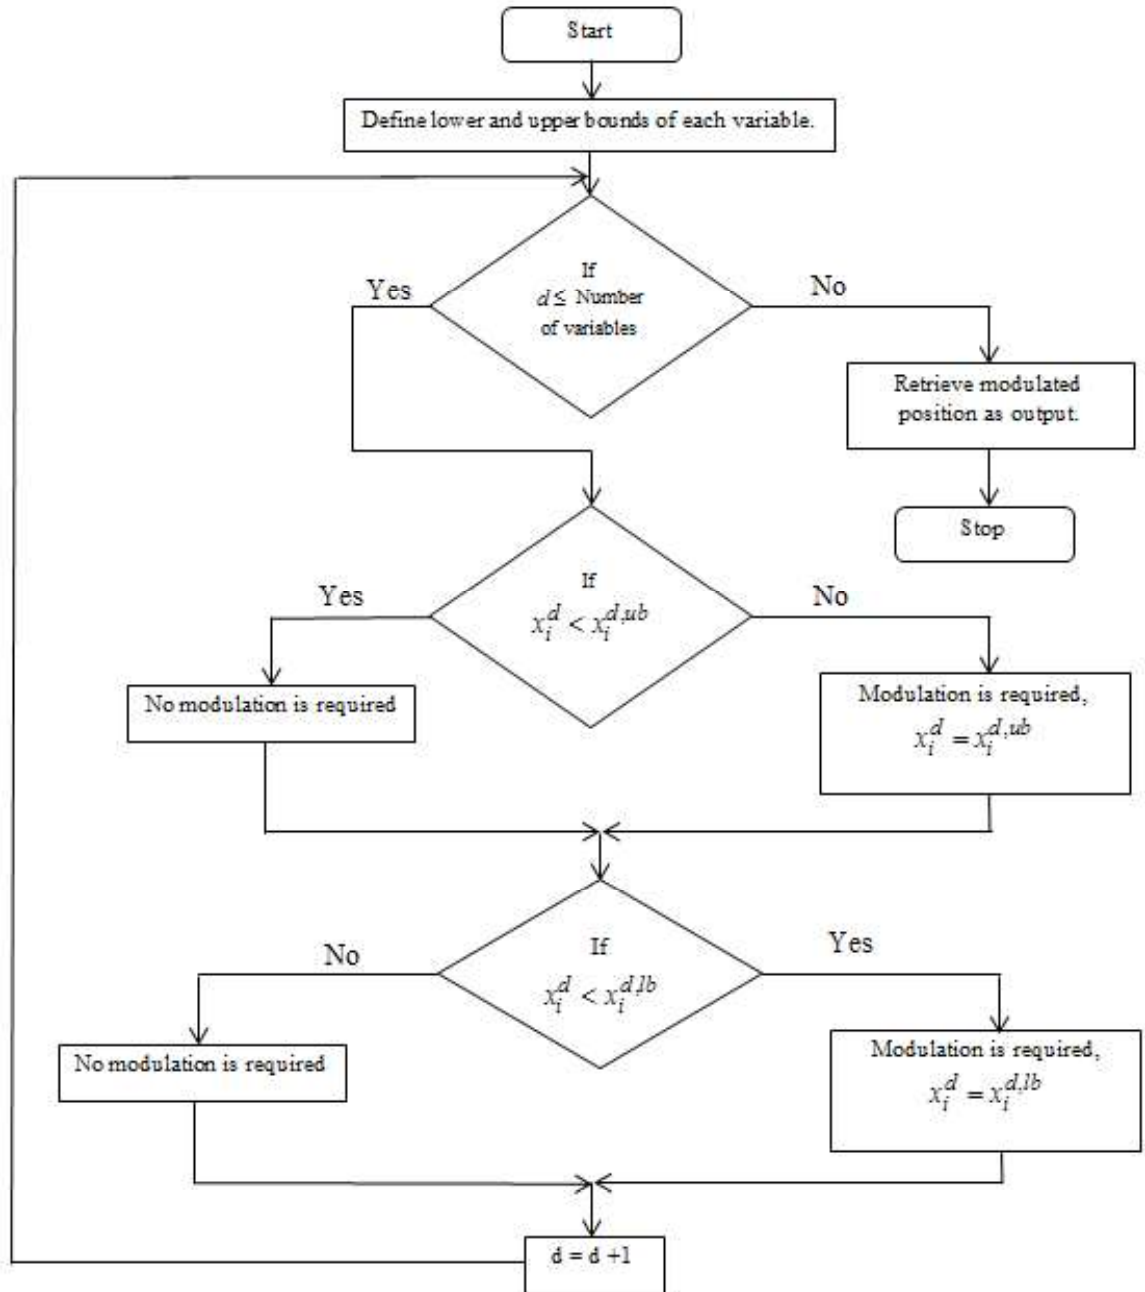 Start
Define lower and upper bounds of each variable.
If
d ≤ Number
of variables
Yes
No
Retrieve modulated
position as output.
Stop
If
x_i^d < x_i^{d,ub}
Yes
No
No modulation is required
Modulation is required,
x_i^d = x_i^{d,ub}
If
x_i^d < x_i^{d,lb}
No
Yes
No modulation is required
Modulation is required,
x_i^d = x_i^{d,lb}
d = d +1